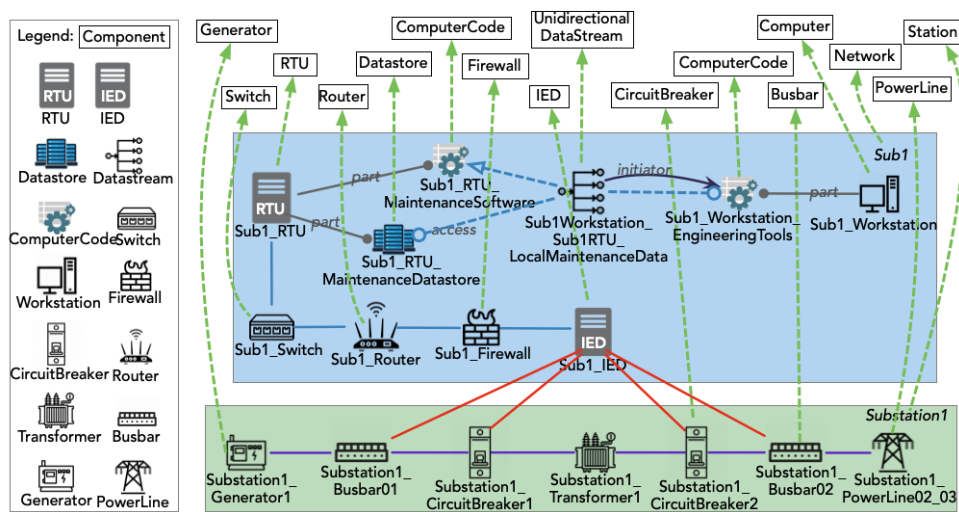 Legend: Component
RTU
IED
RTU
IED
Datastore
Datastream
ComputerCode
Switch
Workstation
Firewall
CircuitBreaker
Router
Transformer
Busbar
Generator
PowerLine
Generator
ComputerCode
Unidirectional
DataStream
Computer
Station
RTU
Datastore
Firewall
ComputerCode
Network
Switch
Router
IED
CircuitBreaker
Busbar
PowerLine
Sub1
part
initiator
part
RTU
Sub1_RTU_
MaintenanceSoftware
Sub1_RTU
part
access
Sub1Workstation_
Sub1RTU_
LocalMaintenanceData
Sub1_Workstation_
EngineeringTools
Sub1_Workstation
Sub1_RTU_
MaintenanceDatastore
Sub1_Switch
Sub1_Router
Sub1_Firewall
IED
Sub1_IED
Substation1
Substation1_
Generator1
Substation1_
Busbar01
Substation1_
CircuitBreaker1
Substation1_
Transformer1
Substation1_
CircuitBreaker2
Substation1_
Busbar02
Substation1_
PowerLine02_03